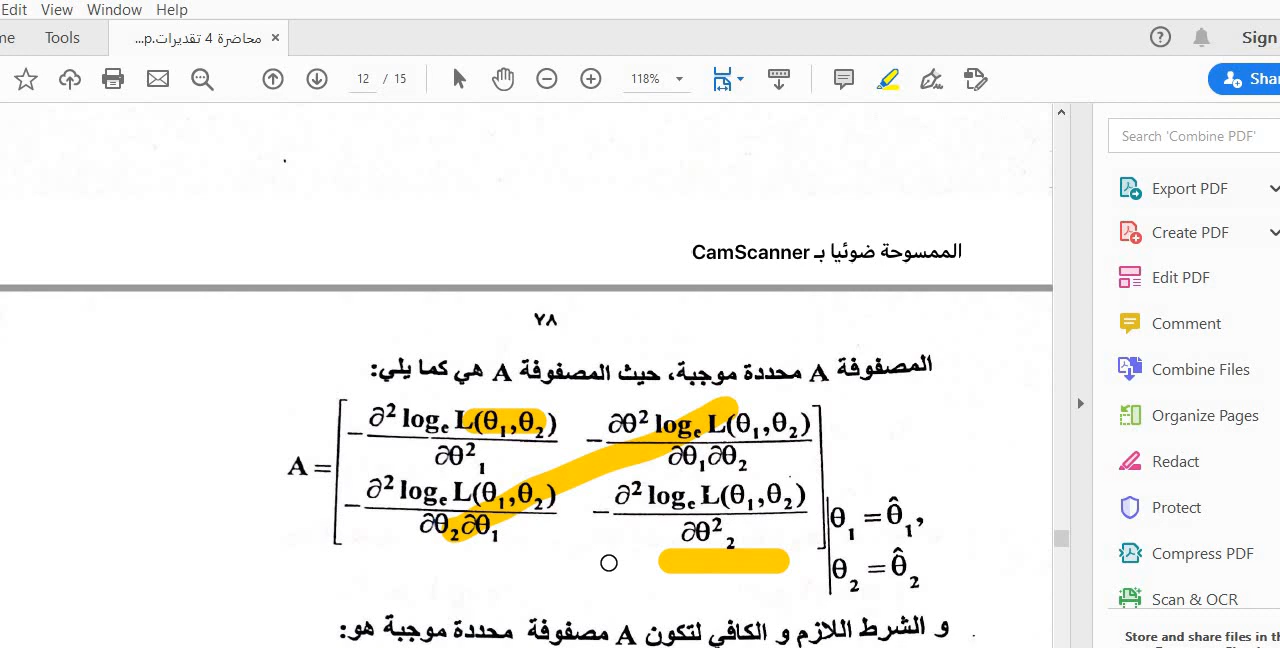 Edit View Window Help
me Tools محاضرة 4 تقديرات.p... ×
? Sign
12 / 15 118% Shar
Search 'Combine PDF'
Export PDF
Create PDF
Edit PDF
Comment
Combine Files
Organize Pages
Redact
Protect
Compress PDF
Scan & OCR
Store and share files in th
الممسوحة ضوئيا بـ CamScanner
٧٨
المصفوفة A محددة موجبة، حيث المصفوفة A هي كما يلي:
A = [ -∂² logₑ L(θ₁,θ₂) / ∂θ²₁ -∂θ² logₑ L(θ₁,θ₂) / ∂θ₁∂θ₂
-∂² logₑ L(θ₁,θ₂) / ∂θ₂∂θ₁ -∂² logₑ L(θ₁,θ₂) / ∂θ²₂ ] | θ₁ = θ̂₁,
θ₂ = θ̂₂
و الشرط اللازم و الكافي لتكون A مصفوفة محددة موجبة هو: